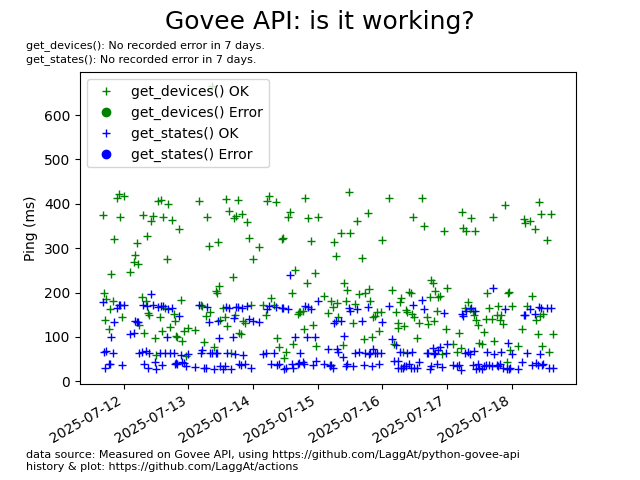 Govee API: is it working?
get_devices(): No recorded error in 7 days.
get_states(): No recorded error in 7 days.
get_devices() OK
get_devices() Error
get_states() OK
get_states() Error
Ping (ms)
600
500
400
300
200
100
0
2025-07-12
2025-07-13
2025-07-14
2025-07-15
2025-07-16
2025-07-17
2025-07-18
data source: Measured on Govee API, using https://github.com/LaggAt/python-govee-api
history & plot: https://github.com/LaggAt/actions